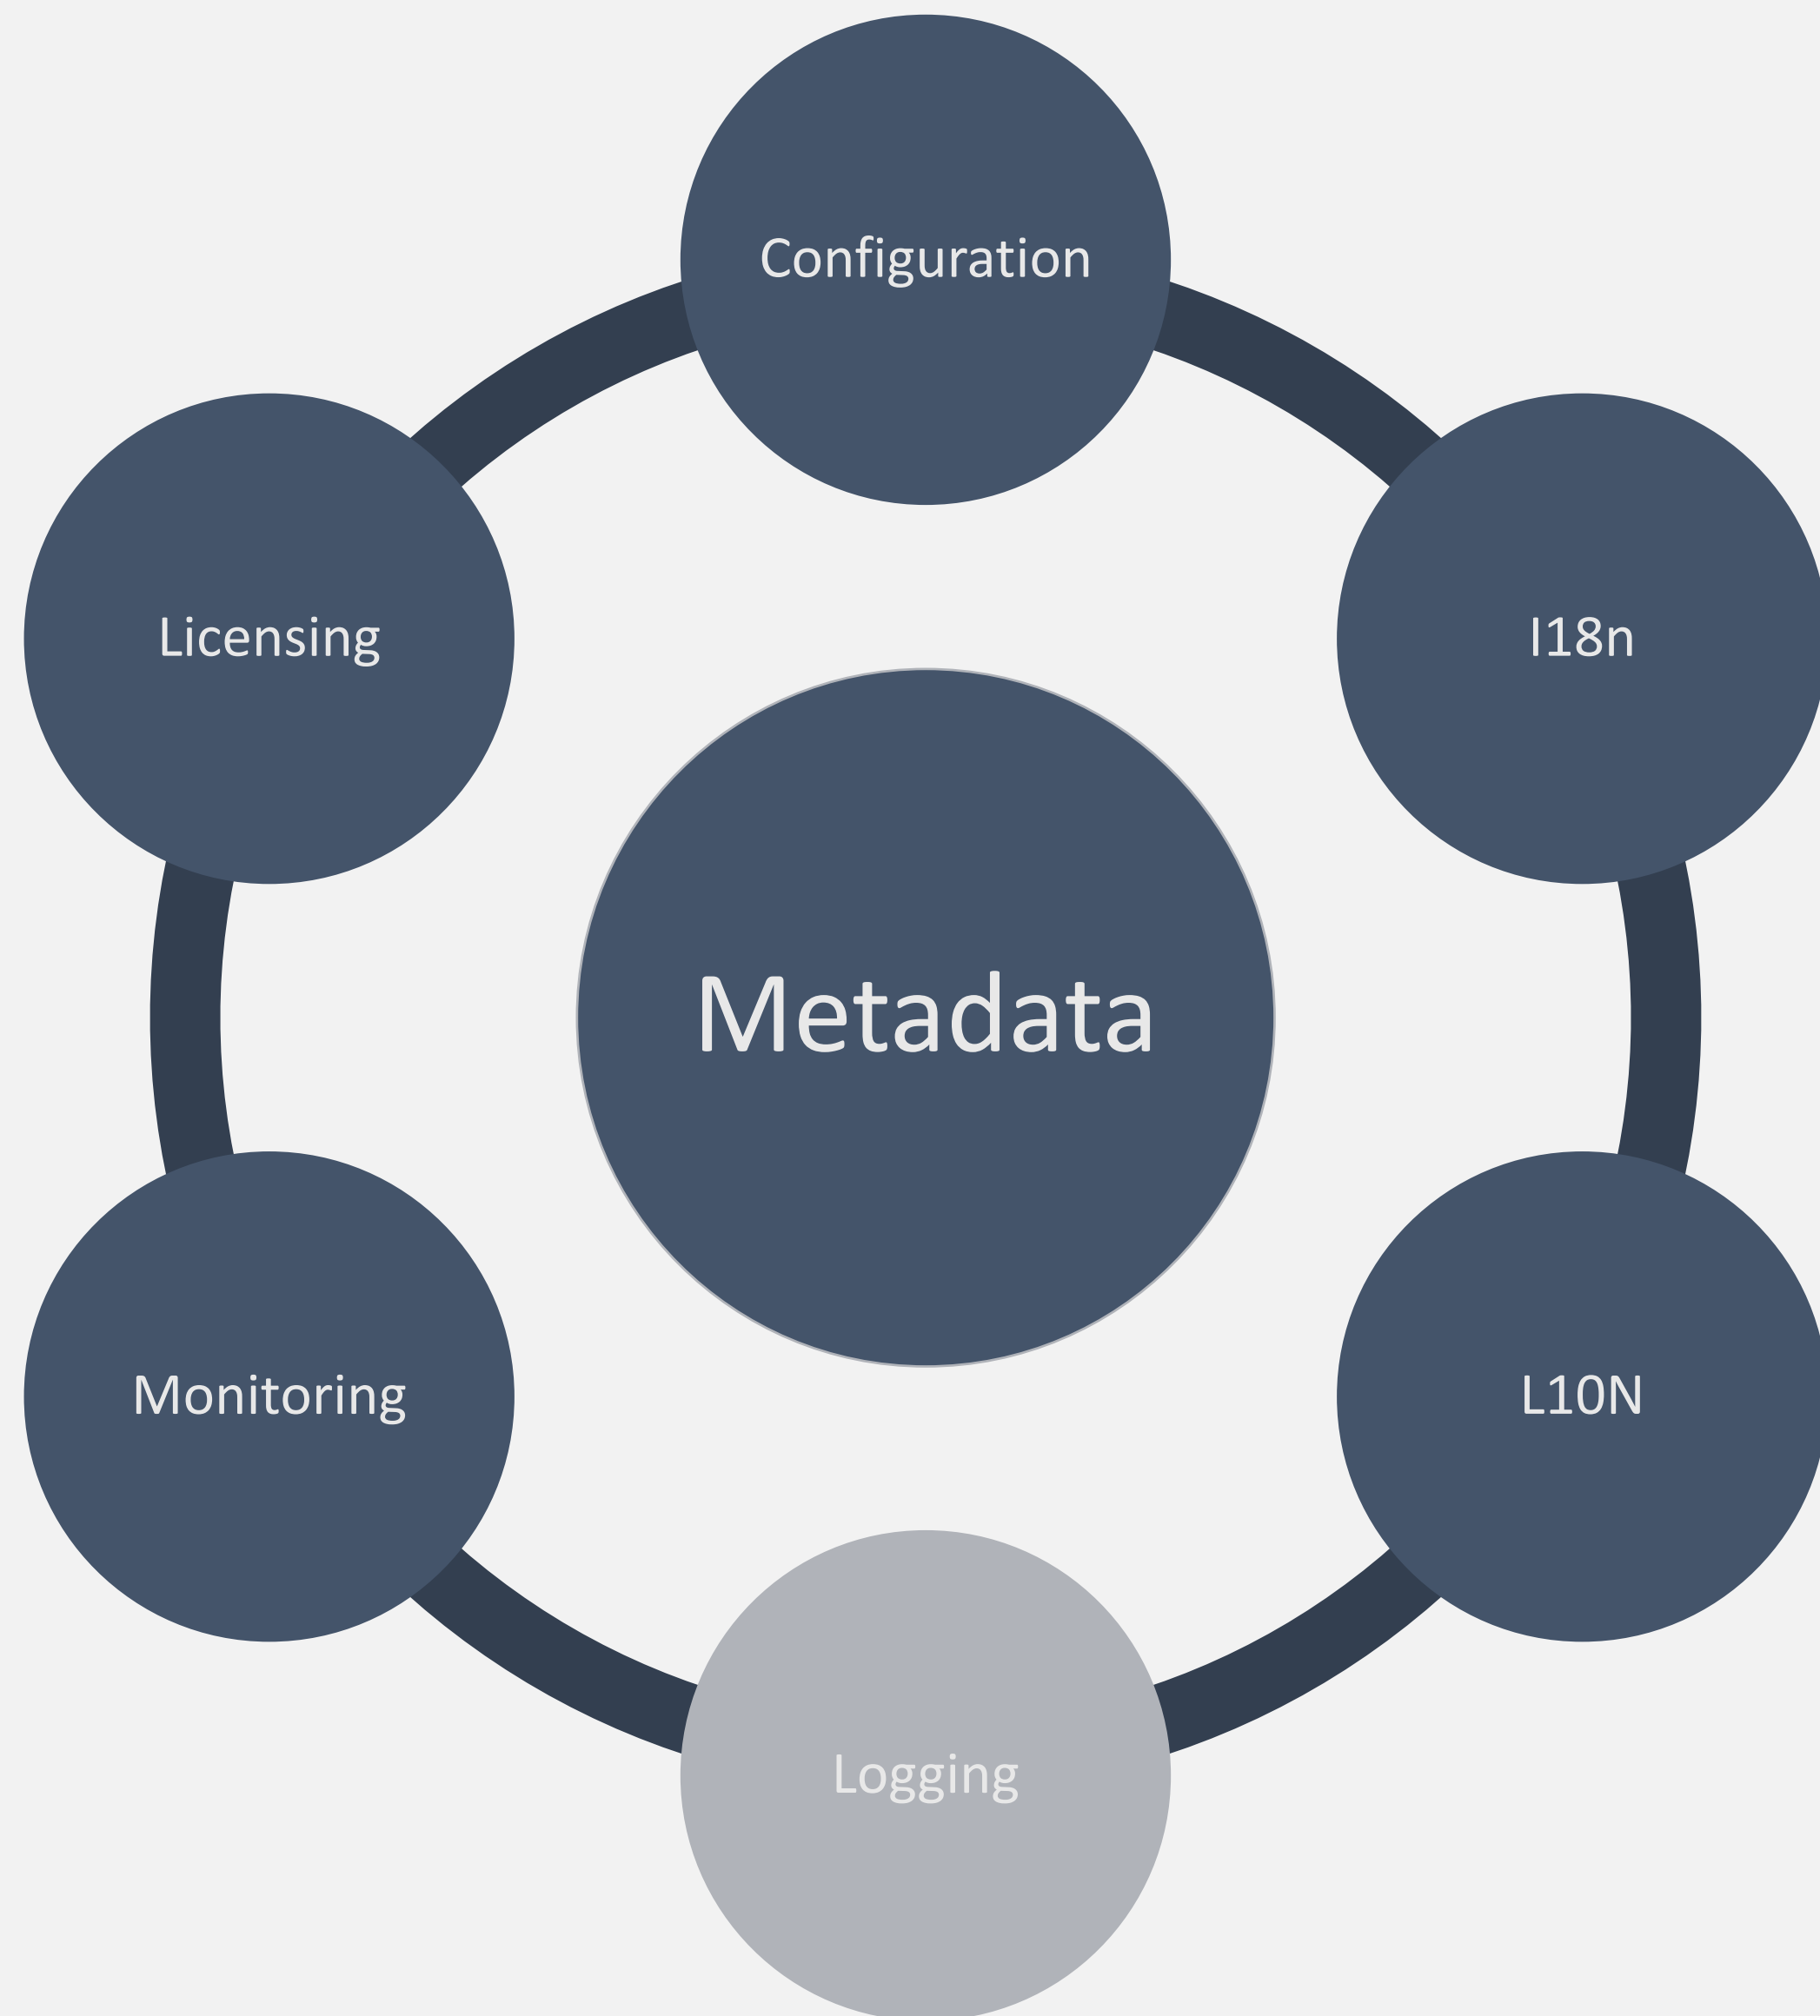 Configuration
Licensing
I18n
Metadata
Monitoring
L10N
Logging